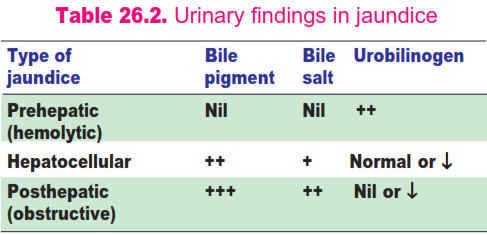 Table 26.2. Urinary findings in jaundice
Type of jaundice Bile pigment Bile salt Urobilinogen
Prehepatic (hemolytic) Nil Nil ++
Hepatocellular ++ + Normal or ↓
Posthepatic (obstructive) +++ ++ Nil or ↓